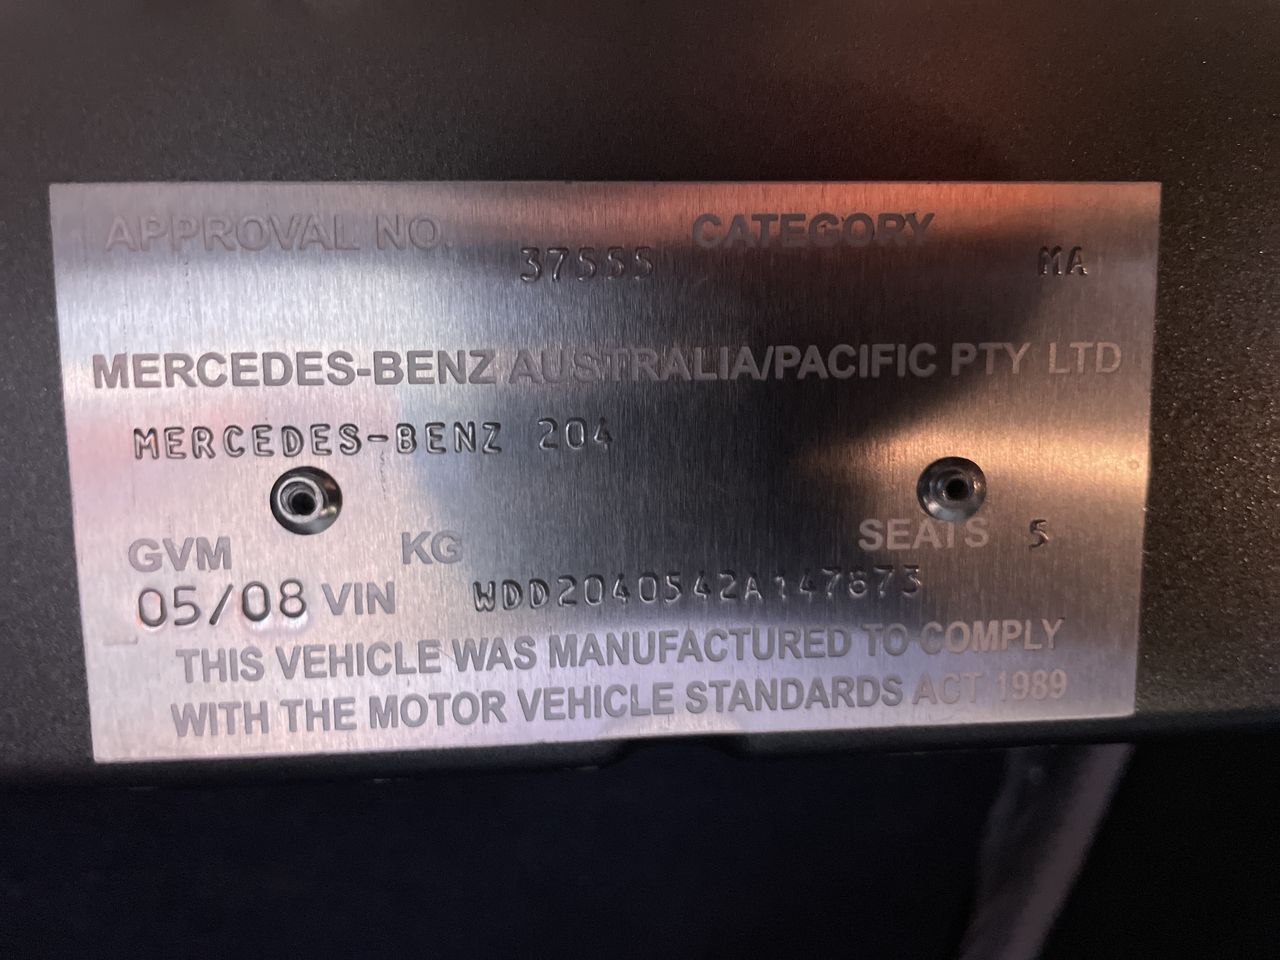 APPROVAL NO. 37555 CATEGORY MA
MERCEDES-BENZ AUSTRALIA/PACIFIC PTY LTD
MERCEDES-BENZ 204
GVM KG SEATS 5
05/08 VIN WDD2040542A147873
THIS VEHICLE WAS MANUFACTURED TO COMPLY
WITH THE MOTOR VEHICLE STANDARDS ACT 1989